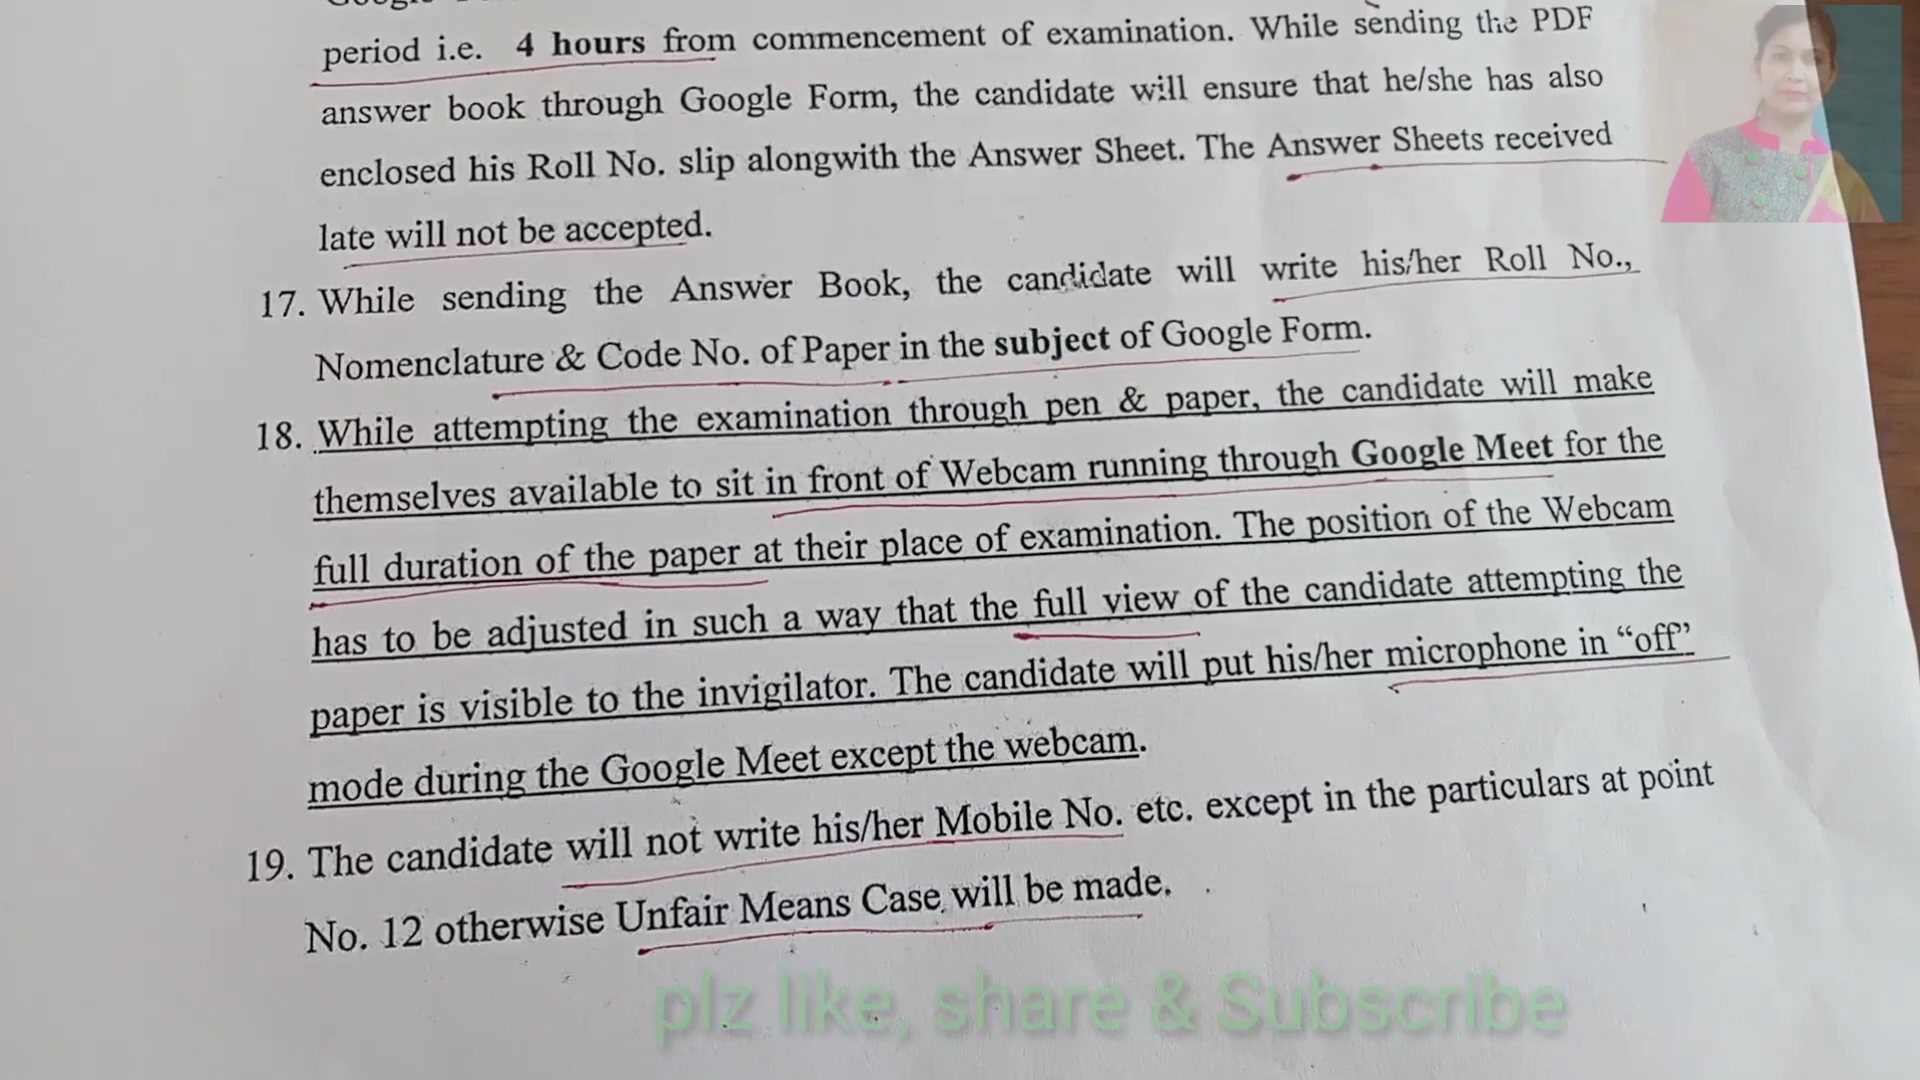 period i.e. 4 hours from commencement of examination. While sending the PDF
answer book through Google Form, the candidate will ensure that he/she has also
enclosed his Roll No. slip alongwith the Answer Sheet. The Answer Sheets received
late will not be accepted.
17. While sending the Answer Book, the candidate will write his/her Roll No.,
Nomenclature & Code No. of Paper in the subject of Google Form.
18. While attempting the examination through pen & paper, the candidate will make
themselves available to sit in front of Webcam running through Google Meet for the
full duration of the paper at their place of examination. The position of the Webcam
has to be adjusted in such a way that the full view of the candidate attempting the
paper is visible to the invigilator. The candidate will put his/her microphone in “off”
mode during the Google Meet except the webcam.
19. The candidate will not write his/her Mobile No. etc. except in the particulars at point
No. 12 otherwise Unfair Means Case will be made.
plz like, share & Subscribe